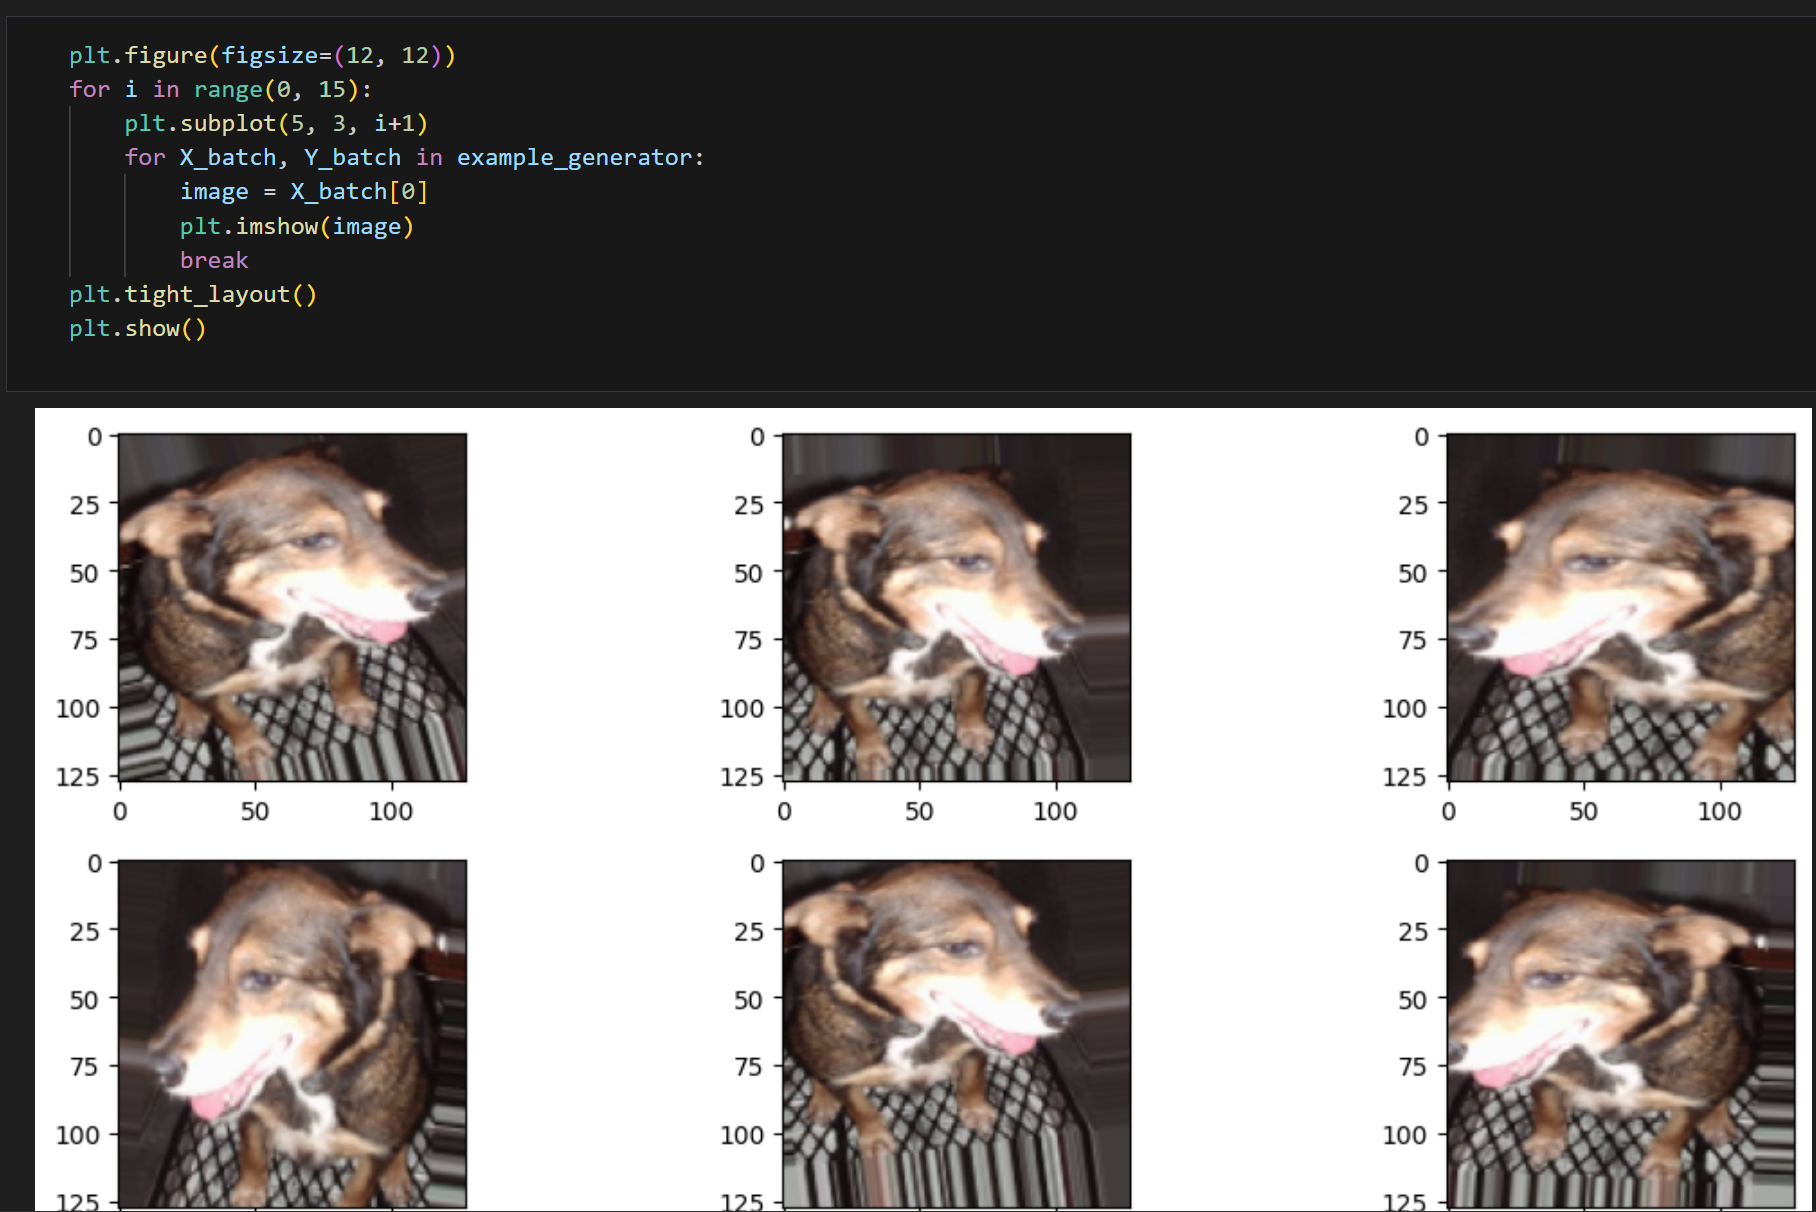 plt.figure(figsize=(12, 12))
for i in range(0, 15):
    plt.subplot(5, 3, i+1)
    for X_batch, Y_batch in example_generator:
        image = X_batch[0]
        plt.imshow(image)
        break
plt.tight_layout()
plt.show()
0 0 0
25 25 25
50 50 50
75 75 75
100 100 100
125 125 125
0 50 100 0 50 100 0 50 100
0 0 0
25 25 25
50 50 50
75 75 75
100 100 100
125 125 125